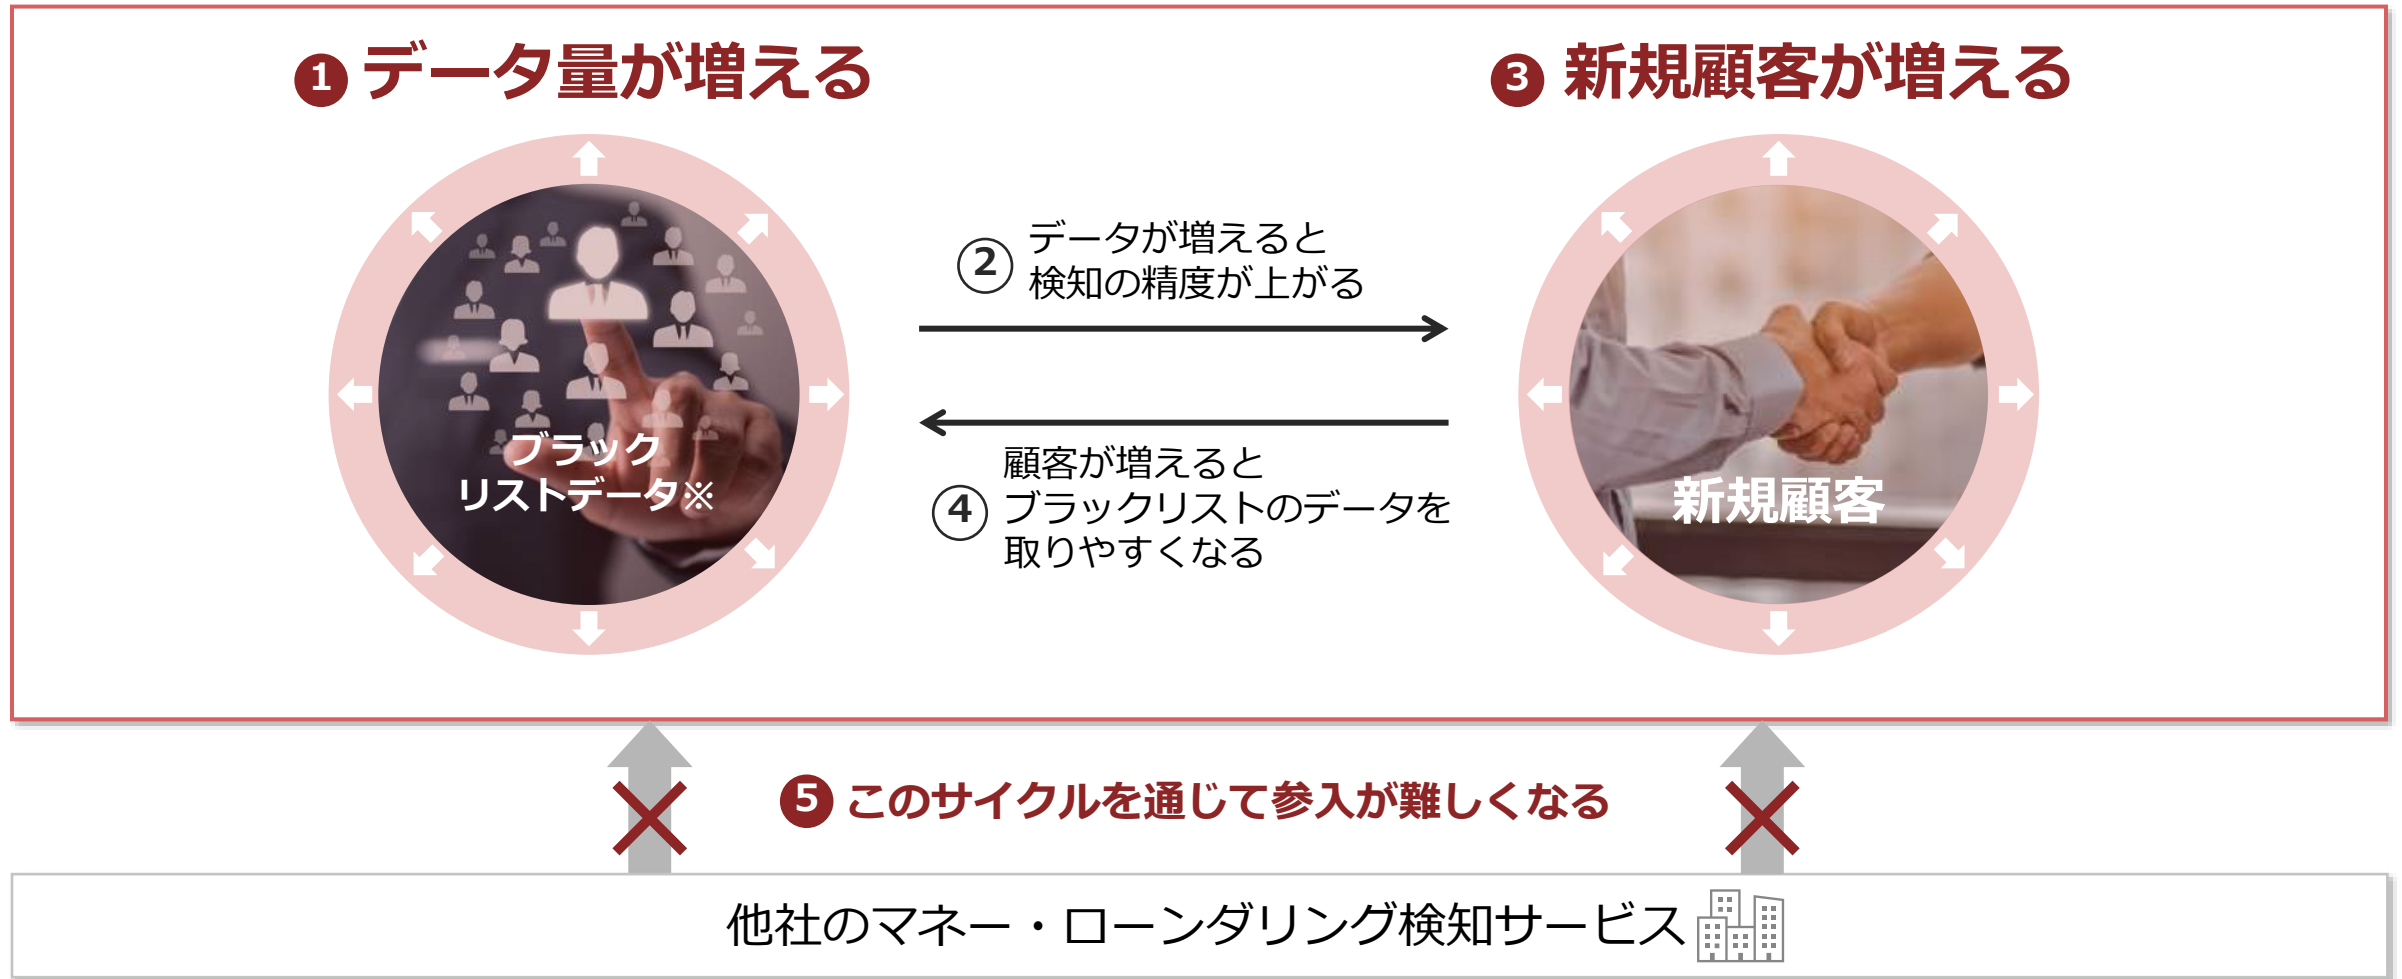 ❶ データ量が増える
❸ 新規顧客が増える
② データが増えると
検知の精度が上がる
ブラック
リストデータ※
④ 顧客が増えると
ブラックリストのデータを
取りやすくなる
新規顧客
❺ このサイクルを通じて参入が難しくなる
他社のマネー・ローンダリング検知サービス